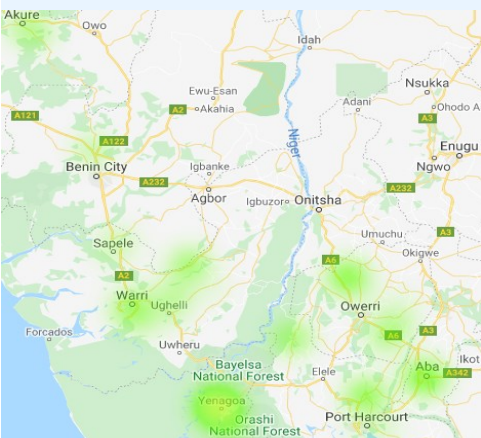 Akure
Owo
Idah
Ewu-Esan
Akahia
Adani
Nsukka
Ohodo A
A2
A121
A3
A122
Enugu
Benin City
Igbanke
Ngwo
A232
A232
Agbor
Igbuzor
Onitsha
Niger
Umuchu
A3
Sapele
Okigwe
A6
A2
Warri
Ughelli
Owerri
Forcados
A6
A3
Uwheru
Bayelsa
National Forest
Elele
Aba
Ikot
A342
Yenagoa
Orashi
National Forest
Port Harcourt